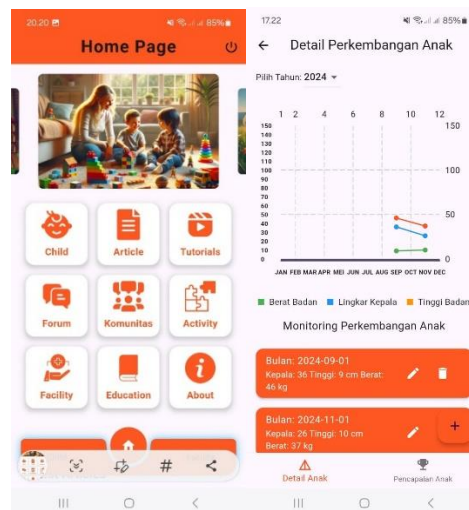 20.20
85%
Home Page
Child
Article
Tutorials
Forum
Komunitas
Activity
Facility
Education
About
17.22
85%
Detail Perkembangan Anak
Pilih Tahun: 2024
1 2 4 6 8 10 12
150
140
130
120
110
100
90
80
70
60
50
40
30
20
10
0
150
100
50
0
JAN FEB MAR APR MEI JUN JUL AUG SEP OCT NOV DEC
Berat Badan Lingkar Kepala Tinggi Badan
Monitoring Perkembangan Anak
Bulan: 2024-09-01
Kepala: 36 Tinggi: 9 cm Berat:
46 kg
Bulan: 2024-11-01
Kepala: 26 Tinggi: 10 cm
Berat: 37 kg
Detail Anak
Pencapaian Anak